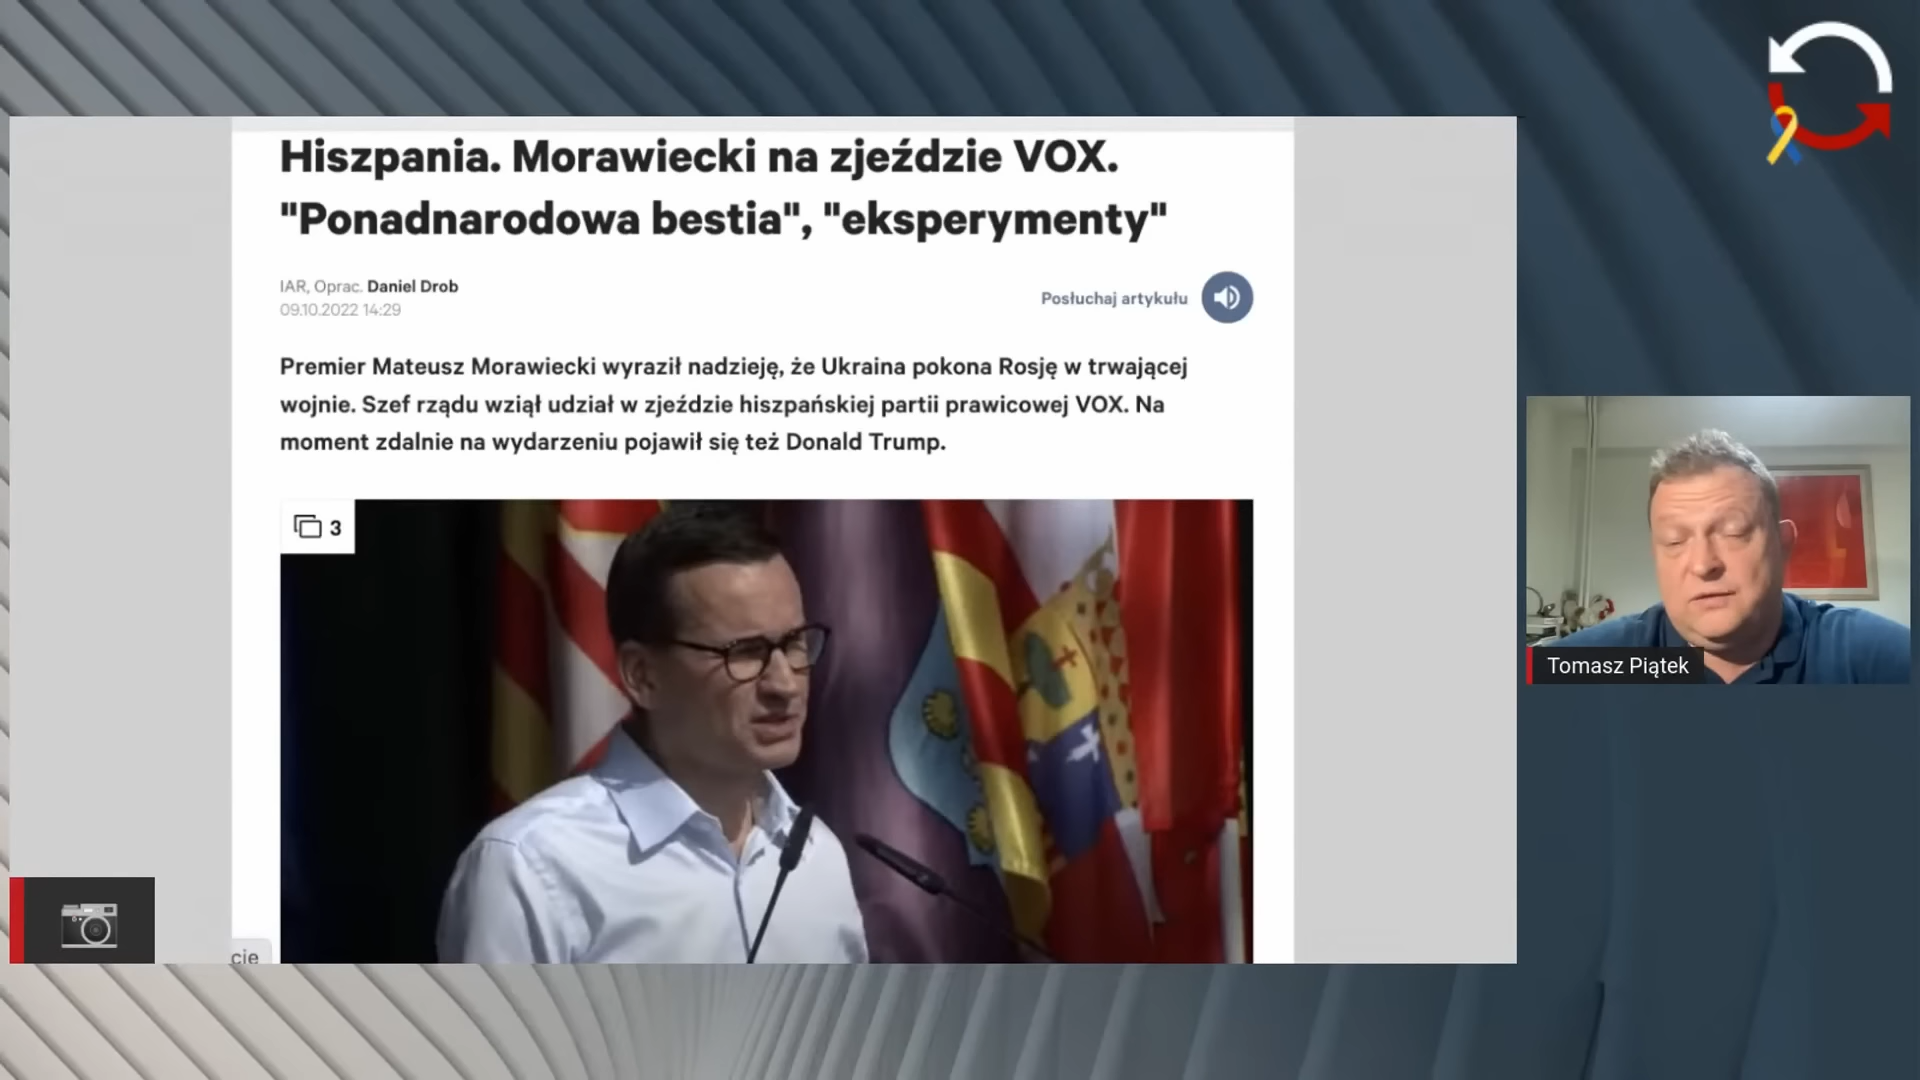 Hiszpania. Morawiecki na zjeździe VOX.
"Ponadnarodowa bestia", "eksperymenty"
IAR, Oprac. Daniel Drob
09.10.2022 14:29
Posłuchaj artykułu
Premier Mateusz Morawiecki wyraził nadzieję, że Ukraina pokona Rosję w trwającej
wojnie. Szef rządu wziął udział w zjeździe hiszpańskiej partii prawicowej VOX. Na
moment zdalnie na wydarzeniu pojawił się też Donald Trump.
3
Tomasz Piątek
cie